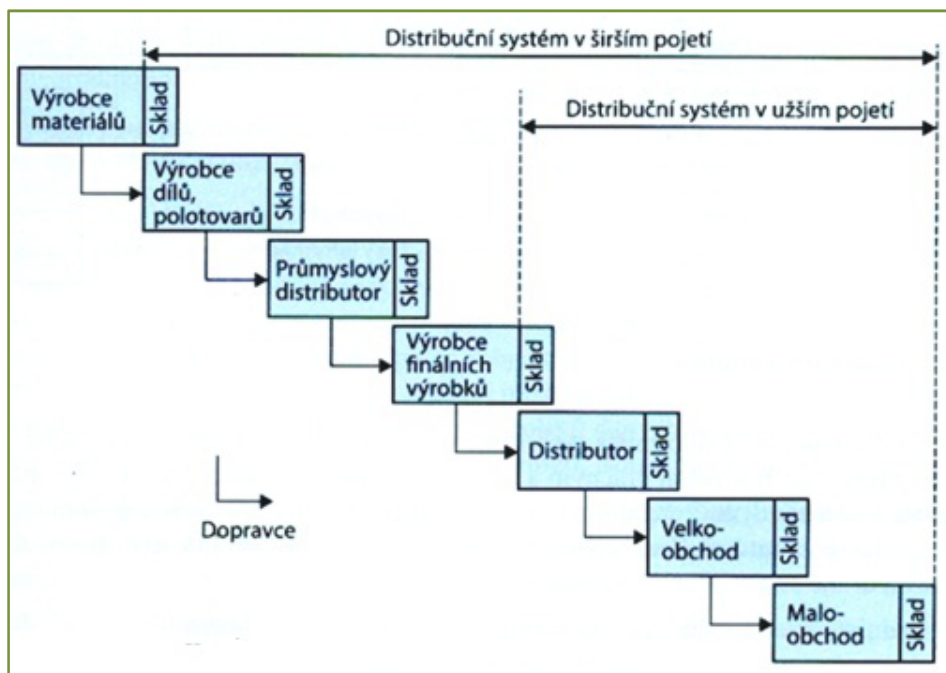 Distribuční systém v širším pojetí
Výrobce
materiálů
Sklad
Distribuční systém v užším pojetí
Výrobce
dílů,
polotovarů
Sklad
Průmyslový
distributor
Sklad
Výrobce
finálních
výrobků
Sklad
Distributor
Sklad
Dopravce
Velko-
obchod
Sklad
Malo-
obchod
Sklad